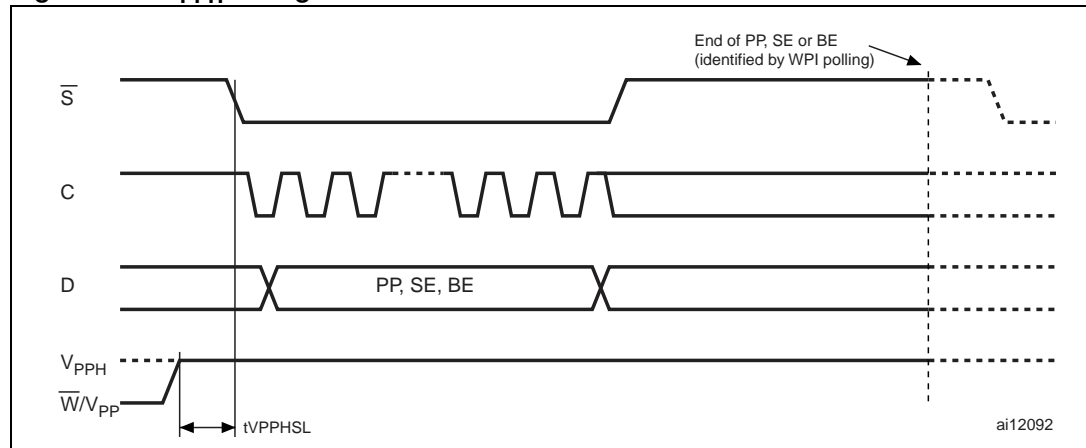 End of PP, SE or BE
(identified by WPI polling)
S
C
D
PP, SE, BE
VPPH
W/VPP
tVPPHSL
ai12092